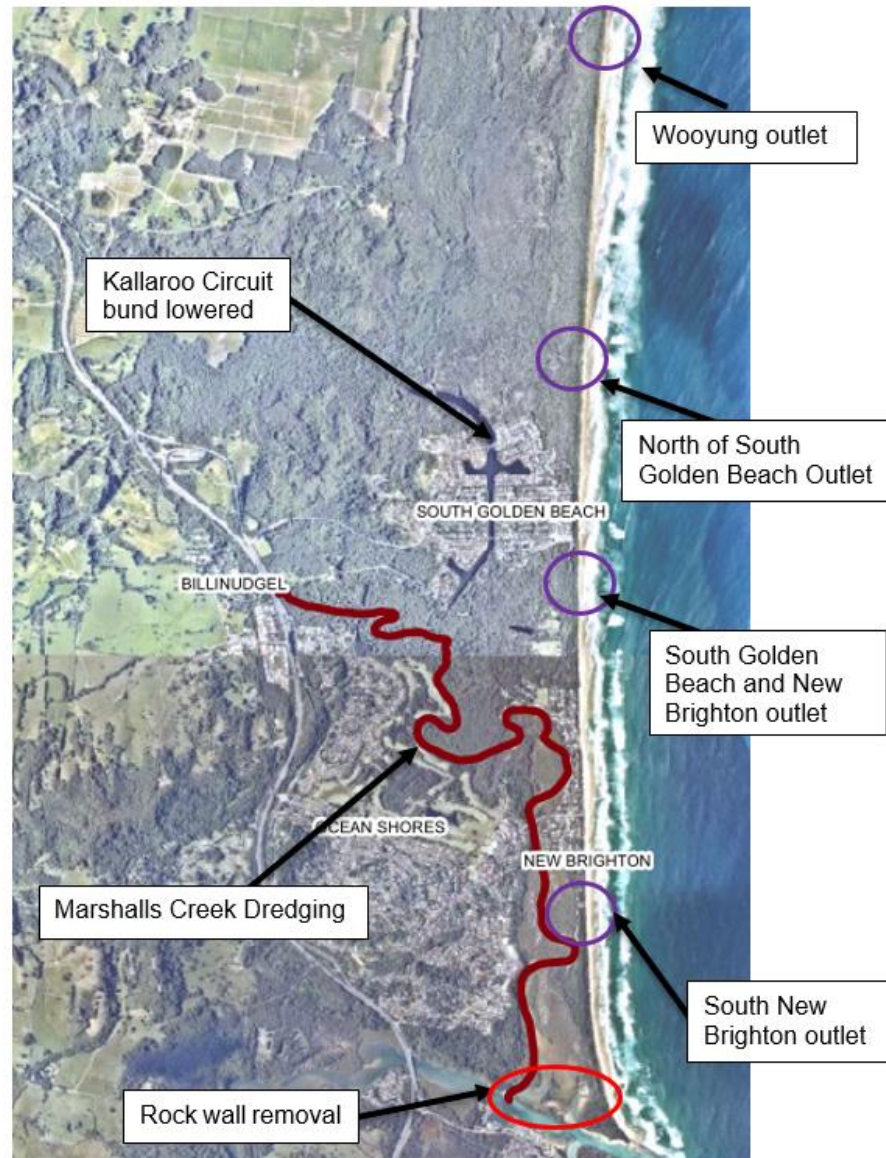 Wooyung outlet
Kallaroo Circuit
bund lowered
North of South
Golden Beach Outlet
SOUTH GOLDEN BEACH
BILLINUDGEL
South Golden
Beach and New
Brighton outlet
OCEAN SHORES
NEW BRIGHTON
Marshalls Creek Dredging
South New
Brighton outlet
Rock wall removal